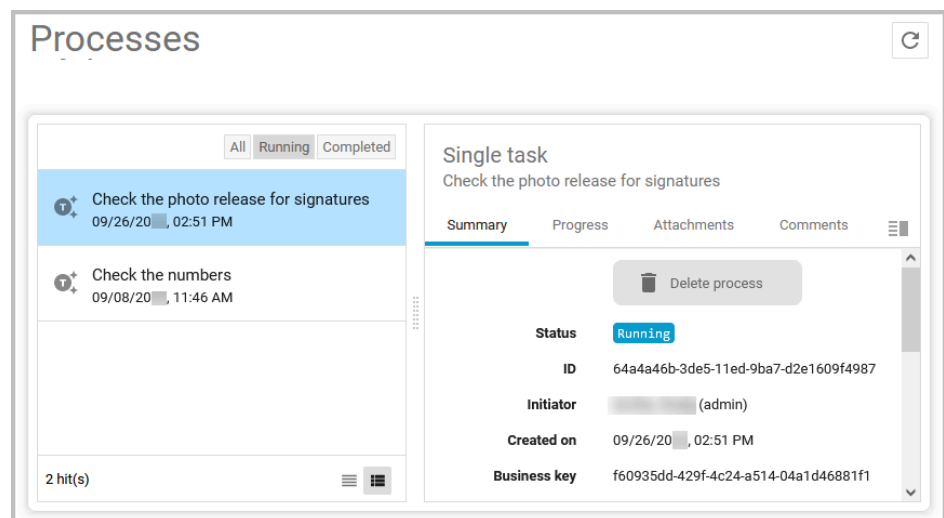 Processes
All Running Completed
Check the photo release for signatures
09/26/20 , 02:51 PM
Check the numbers
09/08/20 , 11:46 AM
2 hit(s)
Single task
Check the photo release for signatures
Summary Progress Attachments Comments
Delete process
Status Running
ID 64a4a46b-3de5-11ed-9ba7-d2e1609f4987
Initiator (admin)
Created on 09/26/20 , 02:51 PM
Business key f60935dd-429f-4c24-a514-04a1d46881f1